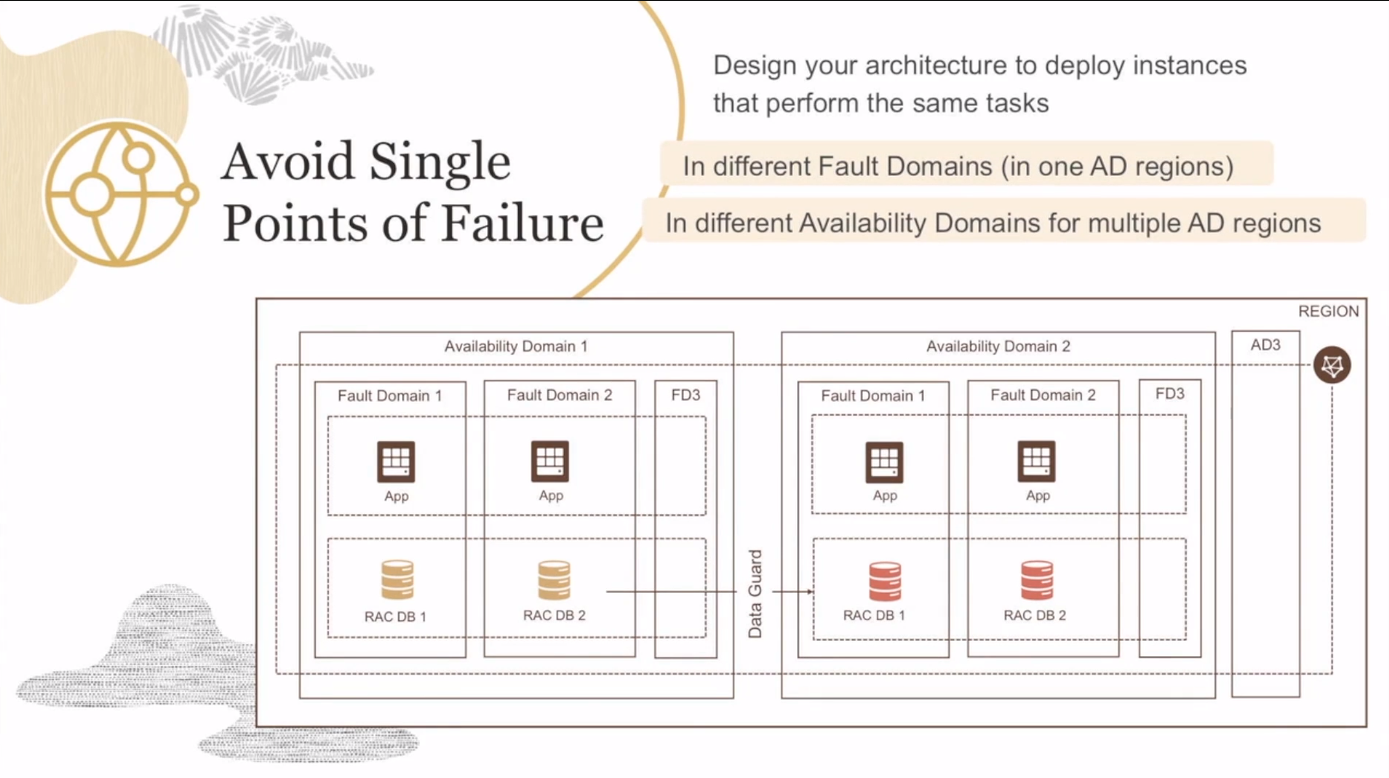 Avoid Single
Points of Failure
Design your architecture to deploy instances
that perform the same tasks
In different Fault Domains (in one AD regions)
In different Availability Domains for multiple AD regions
REGION
Availability Domain 1
Fault Domain 1
Fault Domain 2
FD3
App
App
RAC DB 1
RAC DB 2
Data Guard
Availability Domain 2
Fault Domain 1
Fault Domain 2
FD3
App
App
RAC DB 1
RAC DB 2
AD3